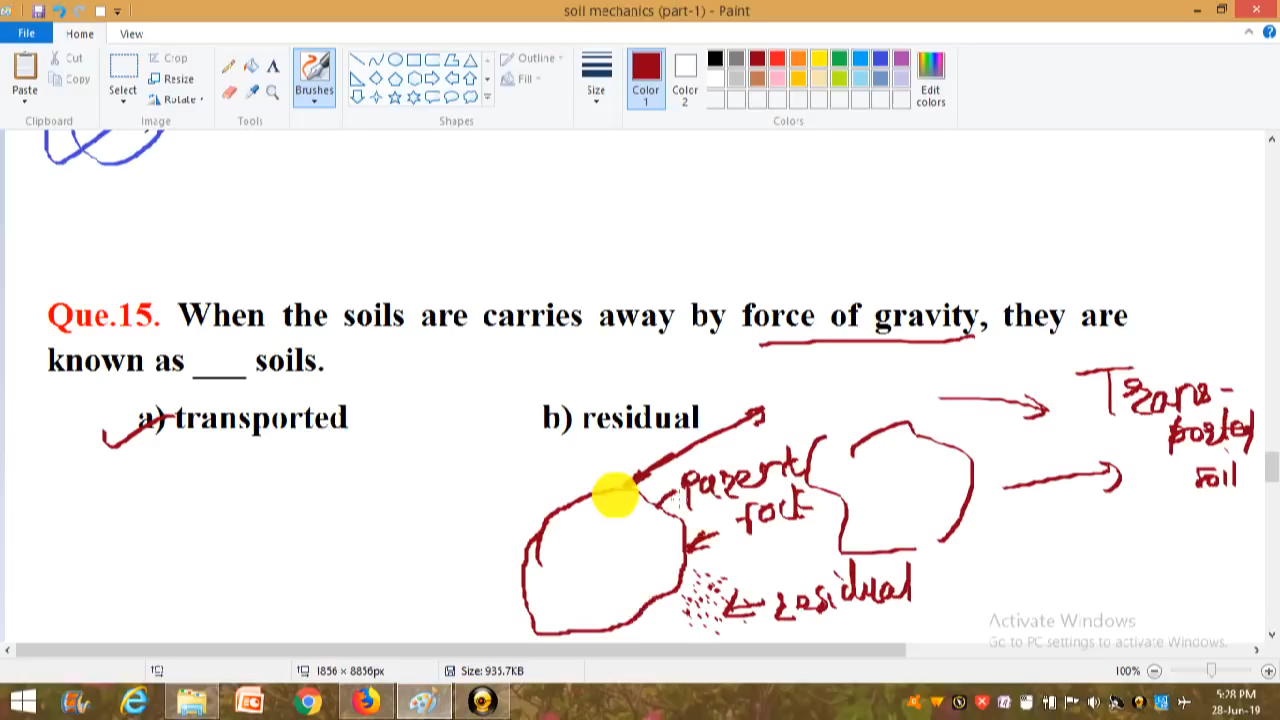 soil mechanics (part-1) - Paint
File Home View
Cut
Copy
Paste
Clipboard
Select
Crop
Resize
Rotate
Image
Tools
Brushes
Outline
Fill
Shapes
Size
Color 1
Color 2
Edit colors
Colors
Que.15. When the soils are carries away by force of gravity, they are
known as ___ soils.
a) transported b) residual
Trans-
ported
soil
parent
rock
residual
Activate Windows
Go to PC settings to activate Windows.
1856 × 8856px Size: 935.7KB 100%
5:28 PM
28-Jun-19